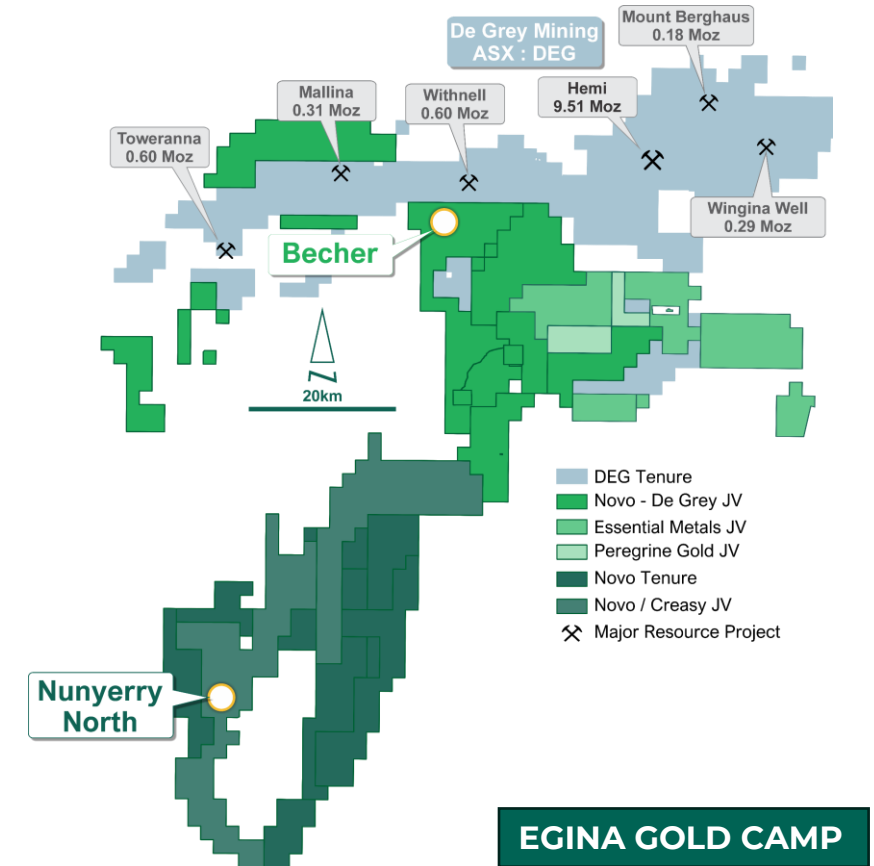 De Grey Mining
ASX : DEG
Mount Berghaus
0.18 Moz
Hemi
9.51 Moz
Mallina
0.31 Moz
Withnell
0.60 Moz
Toweranna
0.60 Moz
Wingina Well
0.29 Moz
Becher
N
20km
DEG Tenure
Novo - De Grey JV
Essential Metals JV
Peregrine Gold JV
Novo Tenure
Novo / Creasy JV
Major Resource Project
Nunyerry
North
EGINA GOLD CAMP